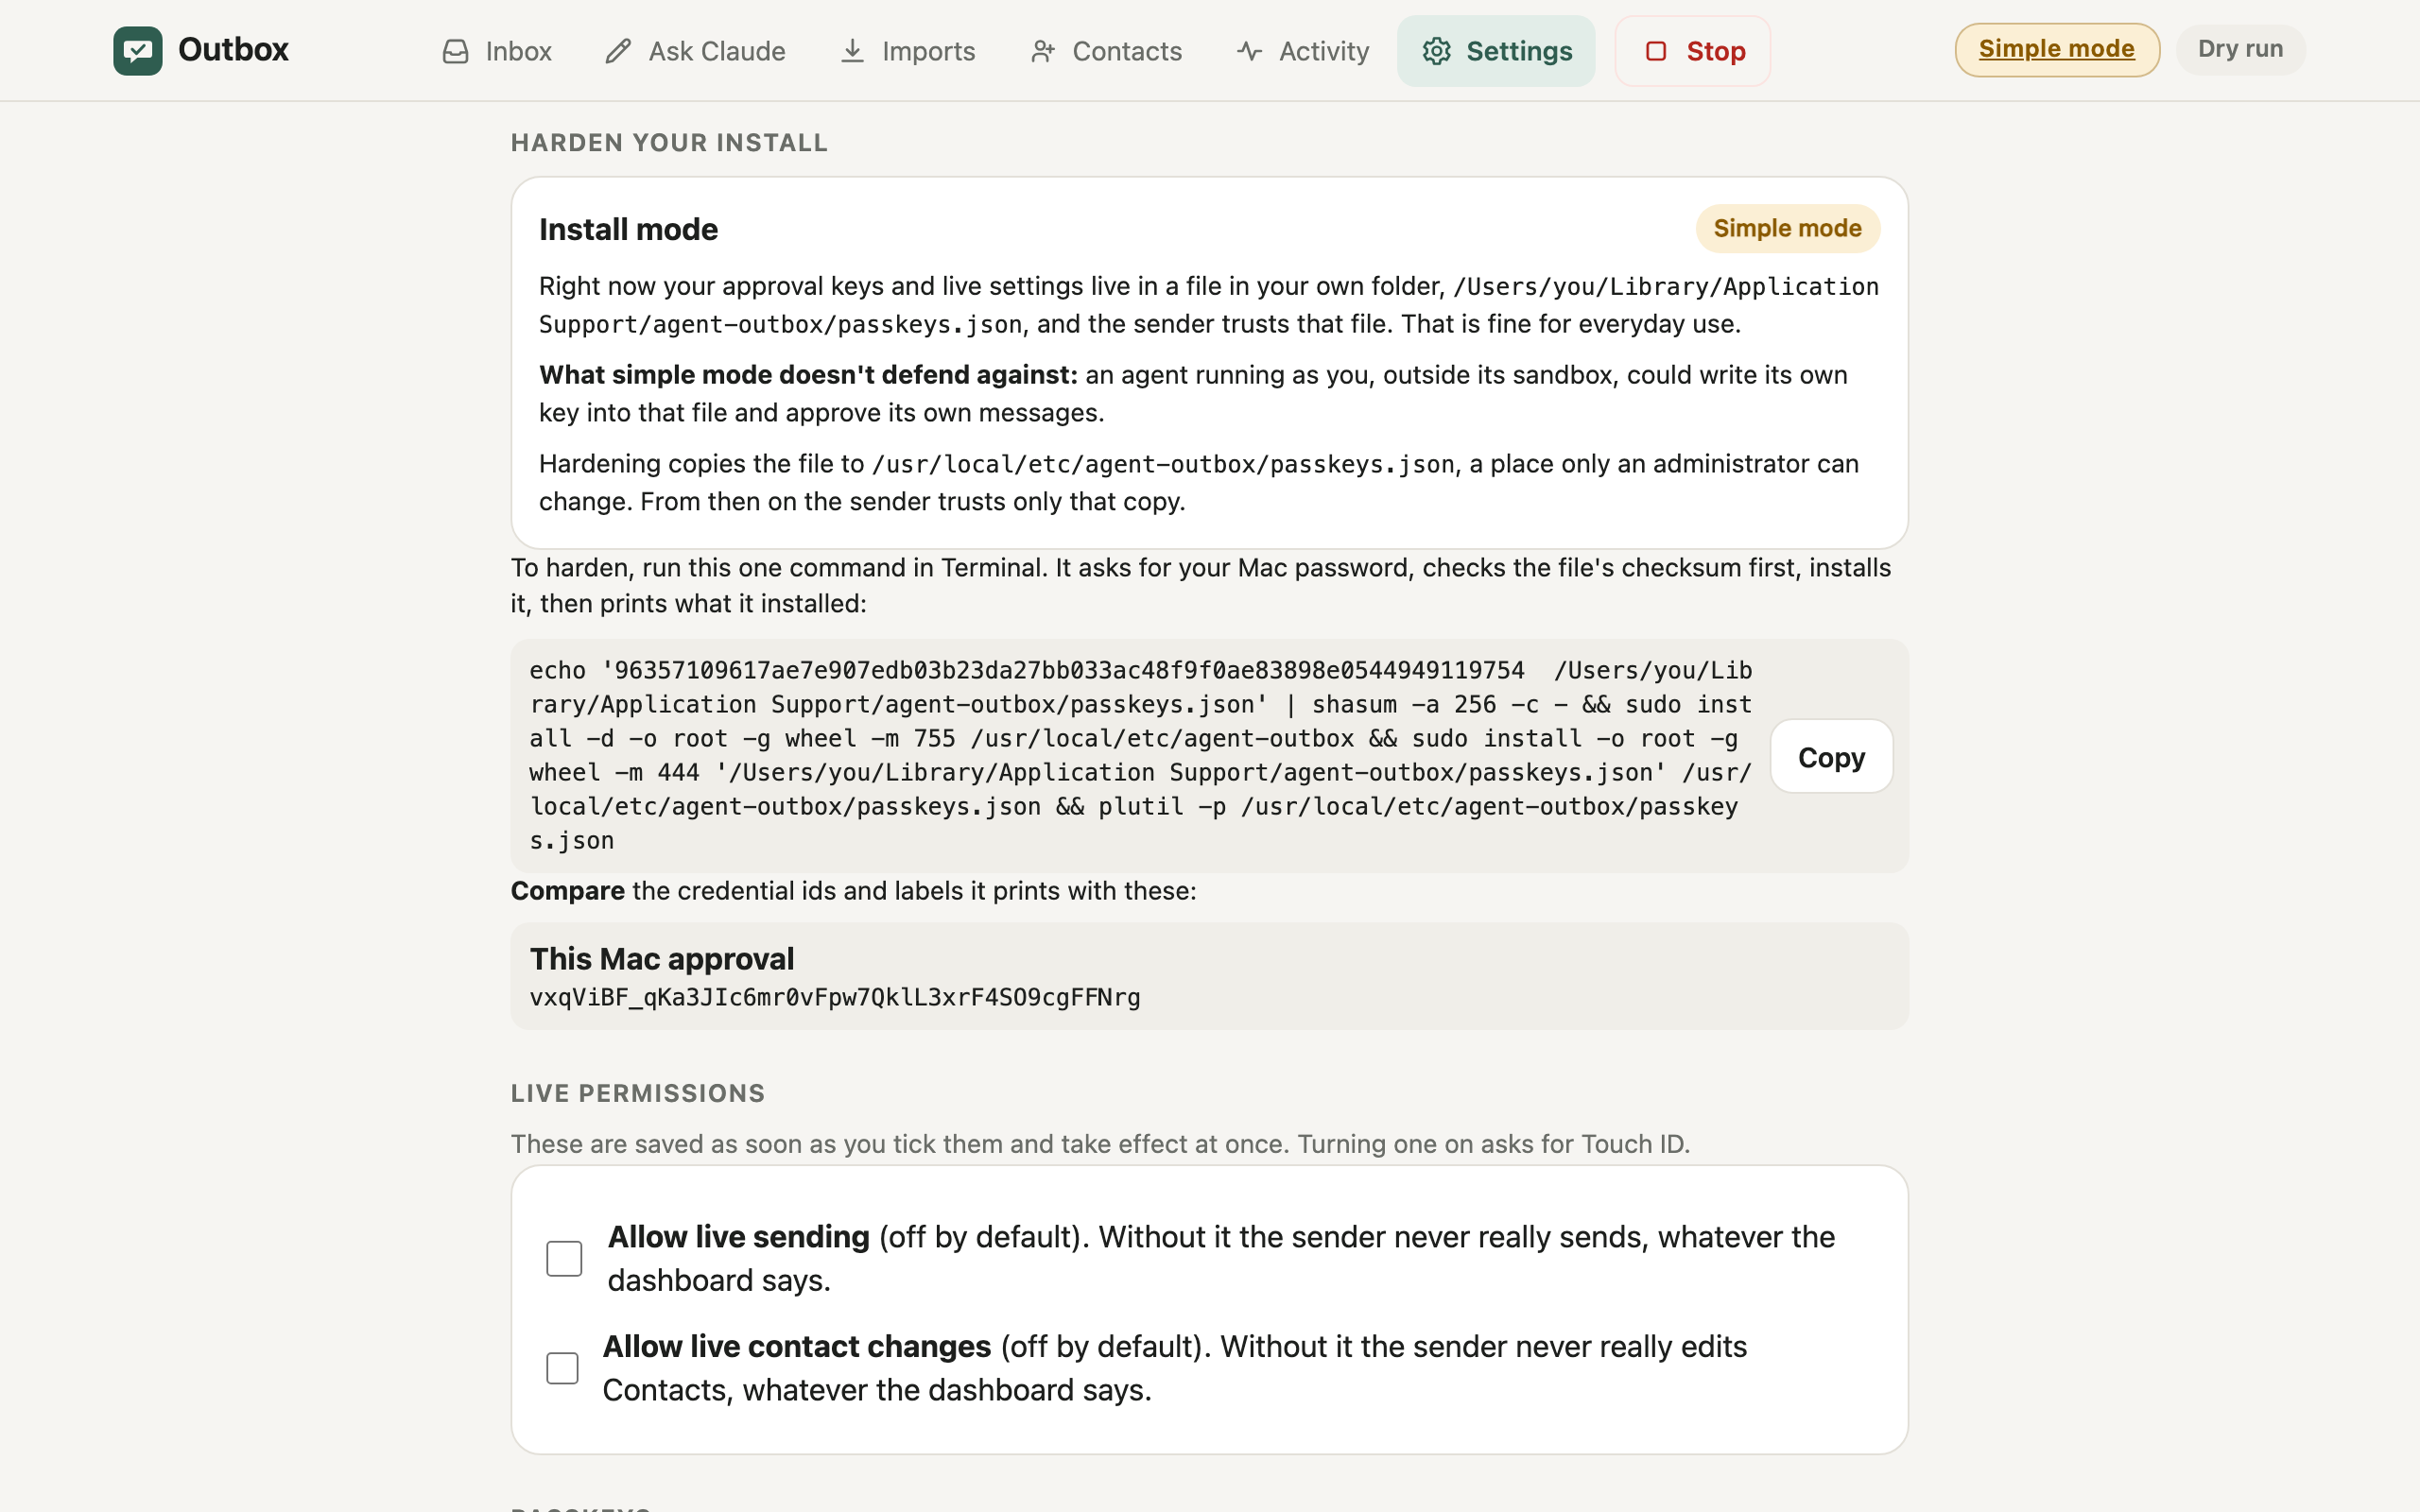 Outbox
Inbox
Ask Claude
Imports
Contacts
Activity
Settings
Stop
Simple mode
Dry run
HARDEN YOUR INSTALL
Install mode
Simple mode
Right now your approval keys and live settings live in a file in your own folder, /Users/you/Library/Application
Support/agent-outbox/passkeys.json, and the sender trusts that file. That is fine for everyday use.
What simple mode doesn't defend against: an agent running as you, outside its sandbox, could write its own
key into that file and approve its own messages.
Hardening copies the file to /usr/local/etc/agent-outbox/passkeys.json, a place only an administrator can
change. From then on the sender trusts only that copy.
To harden, run this one command in Terminal. It asks for your Mac password, checks the file's checksum first, installs
it, then prints what it installed:
echo '96357109617ae7e907edb03b23da27bb033ac48f9f0ae83898e0544949119754  /Users/you/Lib
rary/Application Support/agent-outbox/passkeys.json' | shasum -a 256 -c - && sudo inst
all -d -o root -g wheel -m 755 /usr/local/etc/agent-outbox && sudo install -o root -g
wheel -m 444 '/Users/you/Library/Application Support/agent-outbox/passkeys.json' /usr/
local/etc/agent-outbox/passkeys.json && plutil -p /usr/local/etc/agent-outbox/passkey
s.json
Copy
Compare the credential ids and labels it prints with these:
This Mac approval
vxqViBF_qKa3JIc6mr0vFpw7QklL3xrF4SO9cgFFNrg
LIVE PERMISSIONS
These are saved as soon as you tick them and take effect at once. Turning one on asks for Touch ID.
Allow live sending (off by default). Without it the sender never really sends, whatever the
dashboard says.
Allow live contact changes (off by default). Without it the sender never really edits
Contacts, whatever the dashboard says.